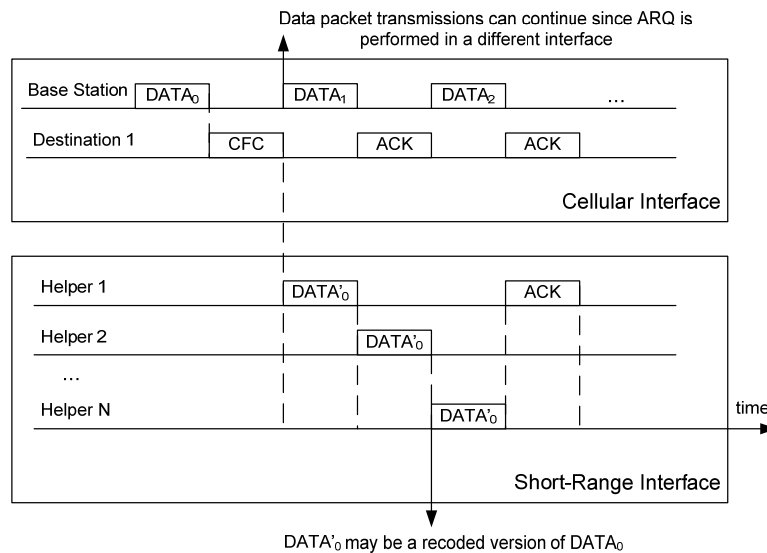 Data packet transmissions can continue since ARQ is
performed in a different interface
Base Station
DATA₀
DATA₁
DATA₂
...
Destination 1
CFC
ACK
ACK
Cellular Interface
Helper 1
DATA'₀
ACK
Helper 2
DATA'₀
...
Helper N
DATA'₀
time
Short-Range Interface
DATA'₀ may be a recoded version of DATA₀